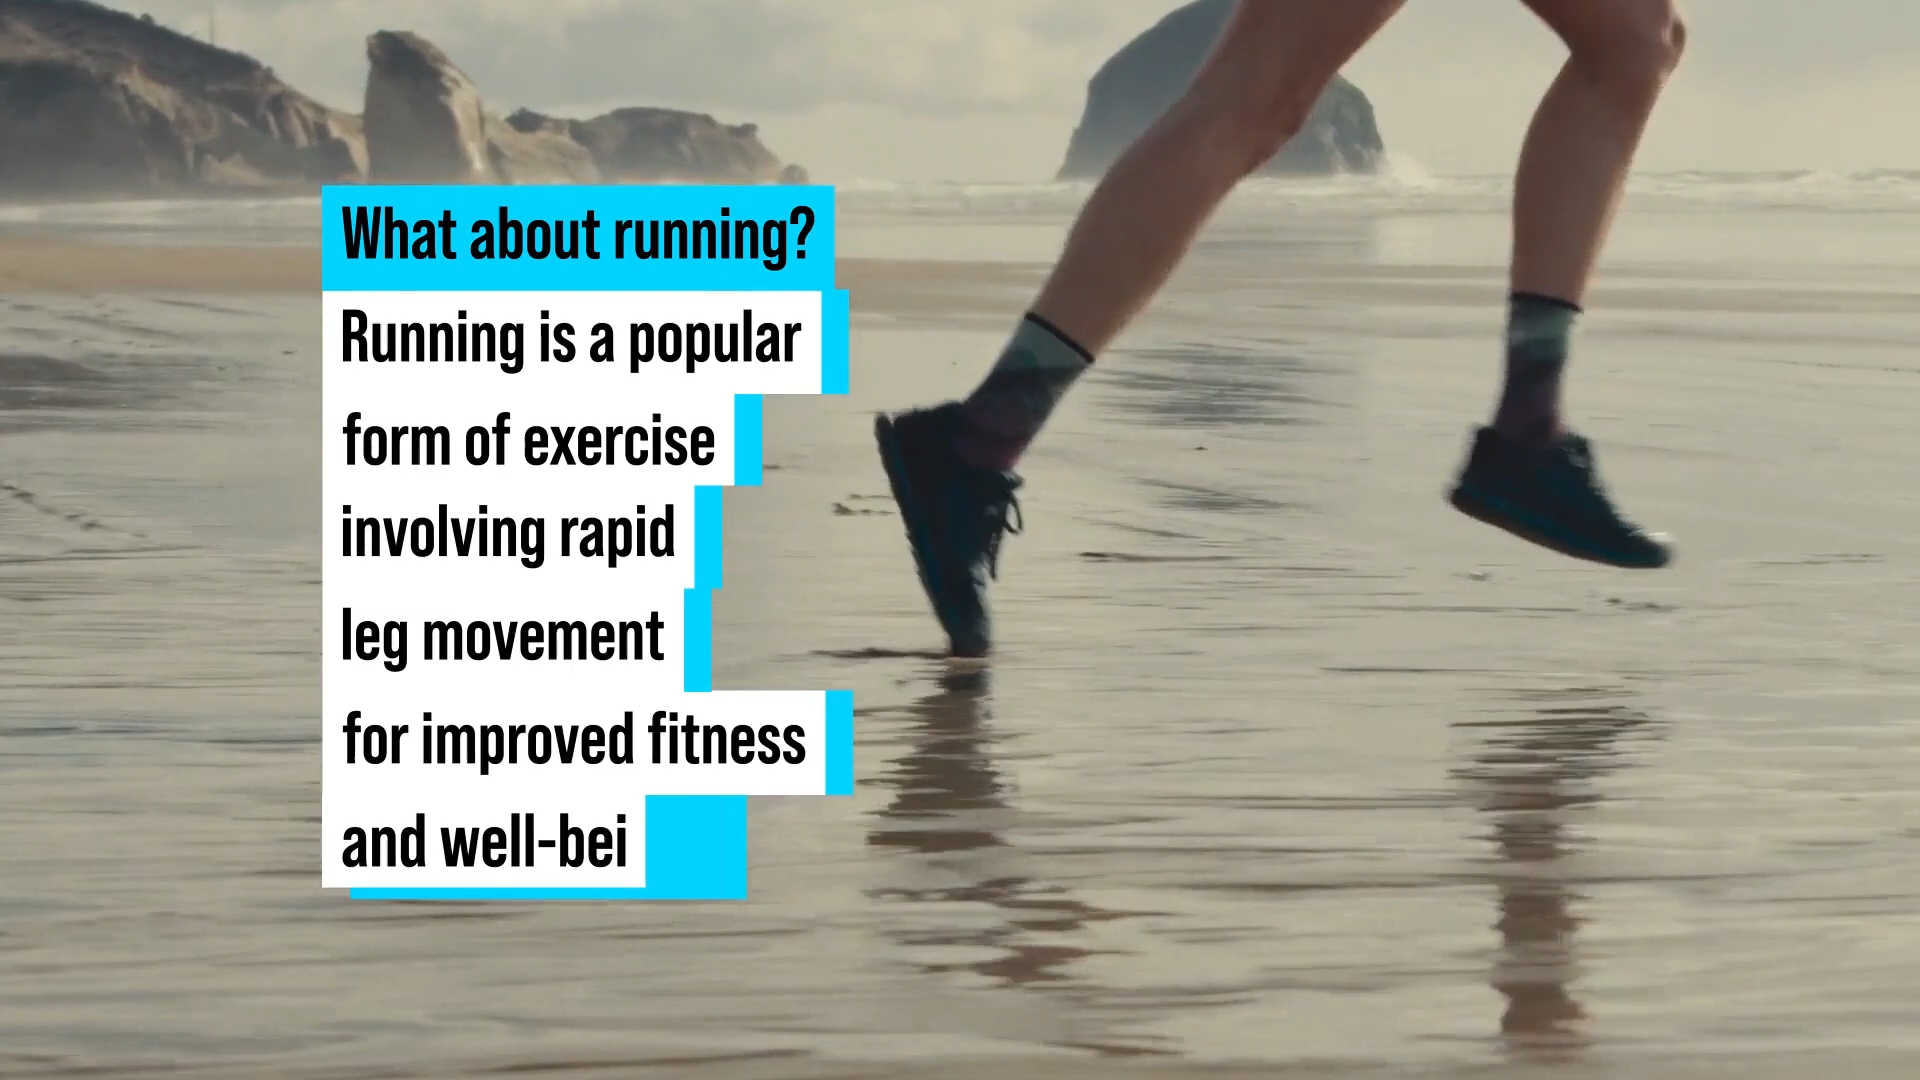 What about running?
Running is a popular
form of exercise
involving rapid
leg movement
for improved fitness
and well-bei